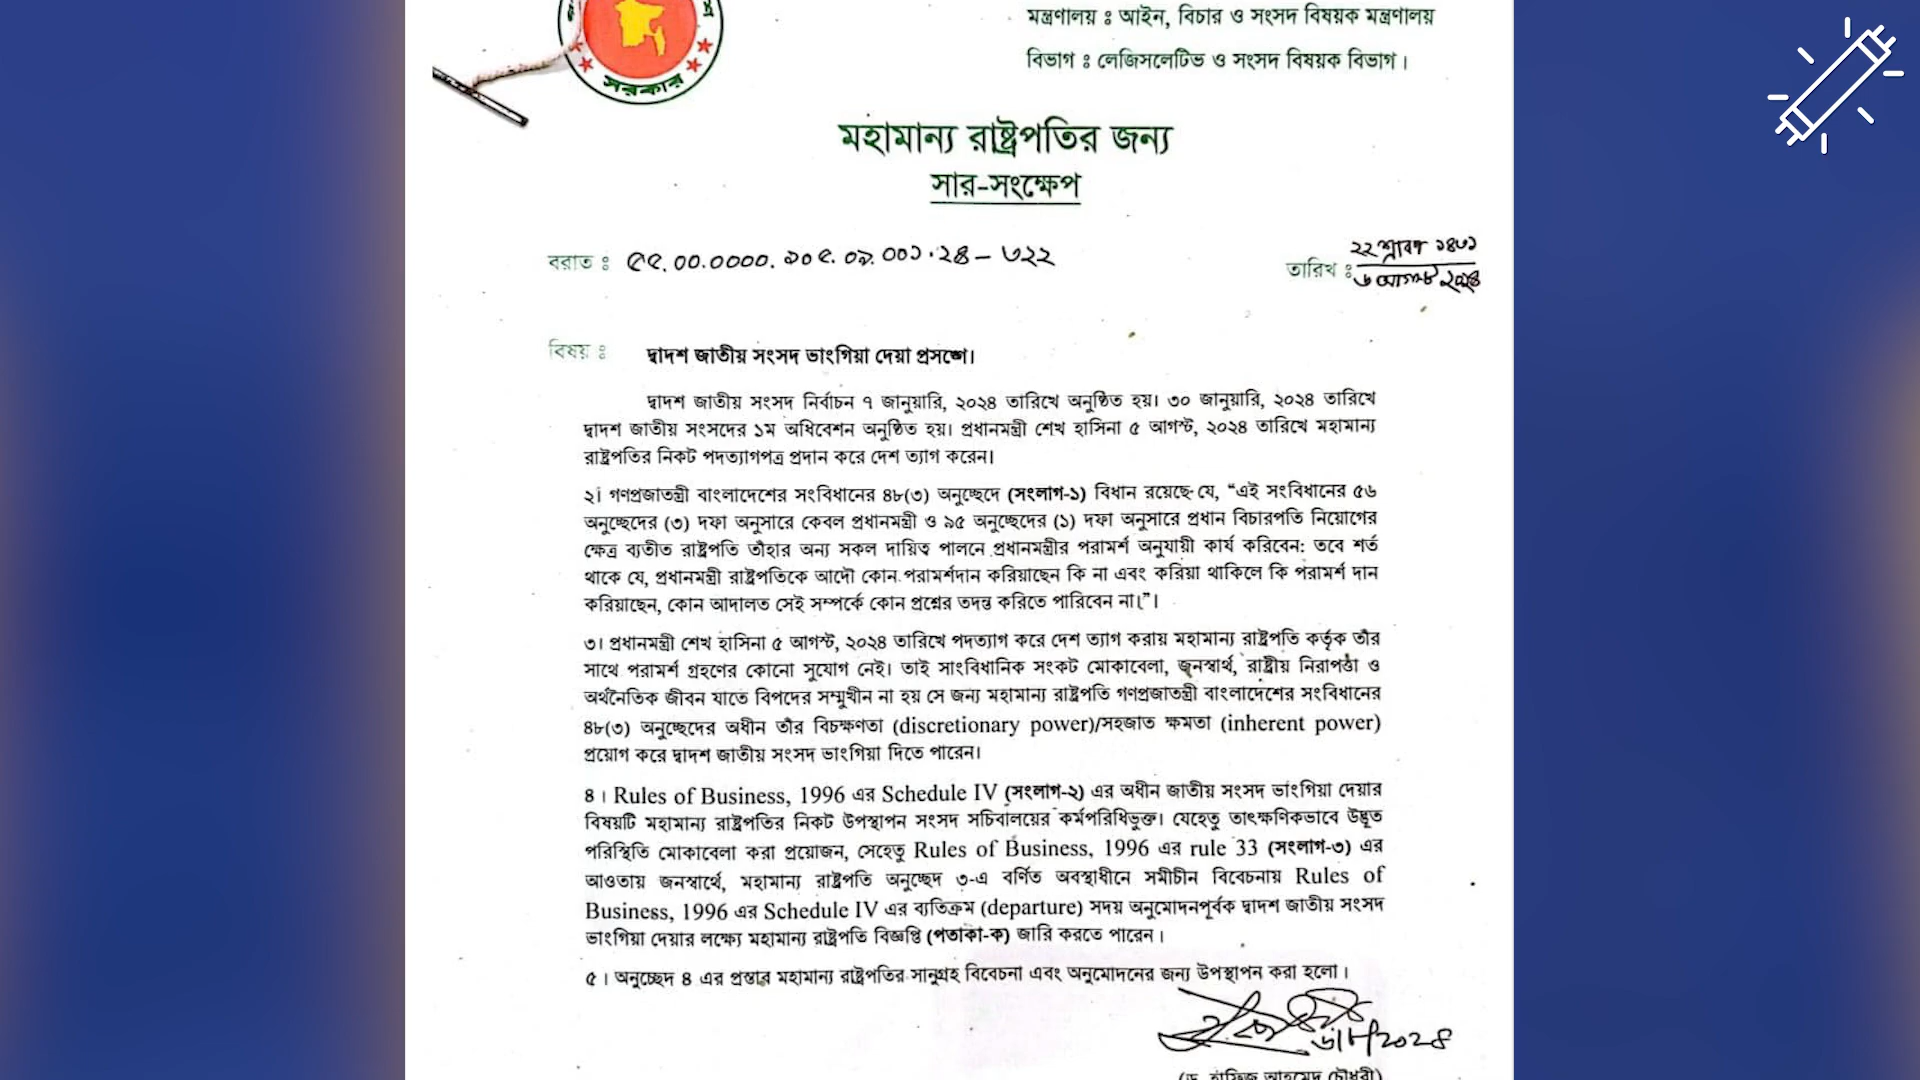 সরকার
মন্ত্রণালয় ঃ আইন, বিচার ও সংসদ বিষয়ক মন্ত্রণালয়
বিভাগ ঃ লেজিসলেটিভ ও সংসদ বিষয়ক বিভাগ।
মহামান্য রাষ্ট্রপতির জন্য
সার-সংক্ষেপ
বরাত ঃ ৫৫.০০.০০০০.১০৫.০৯.০০১.২৪-৩২২
২২ শ্রাবণ ১৪৩১
তারিখ ঃ ৬ আগস্ট ২০২৪
বিষয় ঃ দ্বাদশ জাতীয় সংসদ ভাংগিয়া দেয়া প্রসঙ্গে।
দ্বাদশ জাতীয় সংসদ নির্বাচন ৭ জানুয়ারি, ২০২৪ তারিখে অনুষ্ঠিত হয়। ৩০ জানুয়ারি, ২০২৪ তারিখে
দ্বাদশ জাতীয় সংসদের ১ম অধিবেশন অনুষ্ঠিত হয়। প্রধানমন্ত্রী শেখ হাসিনা ৫ আগস্ট, ২০২৪ তারিখে মহামান্য
রাষ্ট্রপতির নিকট পদত্যাগপত্র প্রদান করে দেশ ত্যাগ করেন।
২। গণপ্রজাতন্ত্রী বাংলাদেশের সংবিধানের ৪৮(৩) অনুচ্ছেদে (সংলাগ-১) বিধান রয়েছে যে, “এই সংবিধানের ৫৬
অনুচ্ছেদের (৩) দফা অনুসারে কেবল প্রধানমন্ত্রী ও ৯৫ অনুচ্ছেদের (১) দফা অনুসারে প্রধান বিচারপতি নিয়োগের
ক্ষেত্র ব্যতীত রাষ্ট্রপতি তাঁহার অন্য সকল দায়িত্ব পালনে প্রধানমন্ত্রীর পরামর্শ অনুযায়ী কার্য করিবেন: তবে শর্ত
থাকে যে, প্রধানমন্ত্রী রাষ্ট্রপতিকে আদৌ কোন পরামর্শদান করিয়াছেন কি না এবং করিয়া থাকিলে কি পরামর্শ দান
করিয়াছেন, কোন আদালত সেই সম্পর্কে কোন প্রশ্নের তদন্ত করিতে পারিবেন না।”।
৩। প্রধানমন্ত্রী শেখ হাসিনা ৫ আগস্ট, ২০২৪ তারিখে পদত্যাগ করে দেশ ত্যাগ করায় মহামান্য রাষ্ট্রপতি কর্তৃক তাঁর
সাথে পরামর্শ গ্রহণের কোনো সুযোগ নেই। তাই সাংবিধানিক সংকট মোকাবেলা, জনস্বার্থ, রাষ্ট্রীয় নিরাপত্তা ও
অর্থনৈতিক জীবন যাতে বিপদের সম্মুখীন না হয় সে জন্য মহামান্য রাষ্ট্রপতি গণপ্রজাতন্ত্রী বাংলাদেশের সংবিধানের
৪৮(৩) অনুচ্ছেদের অধীন তাঁর বিচক্ষণতা (discretionary power)/সহজাত ক্ষমতা (inherent power)
প্রয়োগ করে দ্বাদশ জাতীয় সংসদ ভাংগিয়া দিতে পারেন।
৪। Rules of Business, 1996 এর Schedule IV (সংলাগ-২) এর অধীন জাতীয় সংসদ ভাংগিয়া দেয়ার
বিষয়টি মহামান্য রাষ্ট্রপতির নিকট উপস্থাপন সংসদ সচিবালয়ের কর্মপরিধিভুক্ত। যেহেতু তাৎক্ষণিকভাবে উদ্ভূত
পরিস্থিতি মোকাবেলা করা প্রয়োজন, সেহেতু Rules of Business, 1996 এর rule 33 (সংলাগ-৩) এর
আওতায় জনস্বার্থে, মহামান্য রাষ্ট্রপতি অনুচ্ছেদ ৩-এ বর্ণিত অবস্থাধীনে সমীচীন বিবেচনায় Rules of
Business, 1996 এর Schedule IV এর ব্যতিক্রম (departure) সদয় অনুমোদনপূর্বক দ্বাদশ জাতীয় সংসদ
ভাংগিয়া দেয়ার লক্ষ্যে মহামান্য রাষ্ট্রপতি বিজ্ঞপ্তি (পতাকা-ক) জারি করতে পারেন।
৫। অনুচ্ছেদ ৪ এর প্রস্তাব মহামান্য রাষ্ট্রপতির সানুগ্রহ বিবেচনা এবং অনুমোদনের জন্য উপস্থাপন করা হলো।
৬/৮/২০২৪
(ড. হাফিজ আহমেদ চৌধুরী)